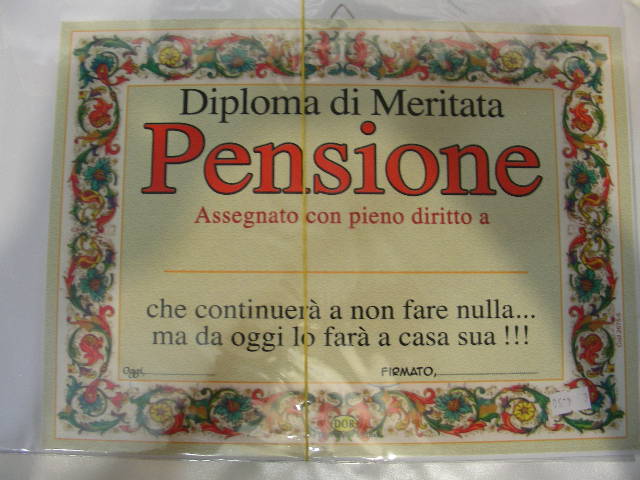 Diploma di Meritata
Pensione
Assegnato con pieno diritto a
che continuerà a non fare nulla...
ma da oggi lo farà a casa sua !!!
Oggi,
FIRMATO,
DOR